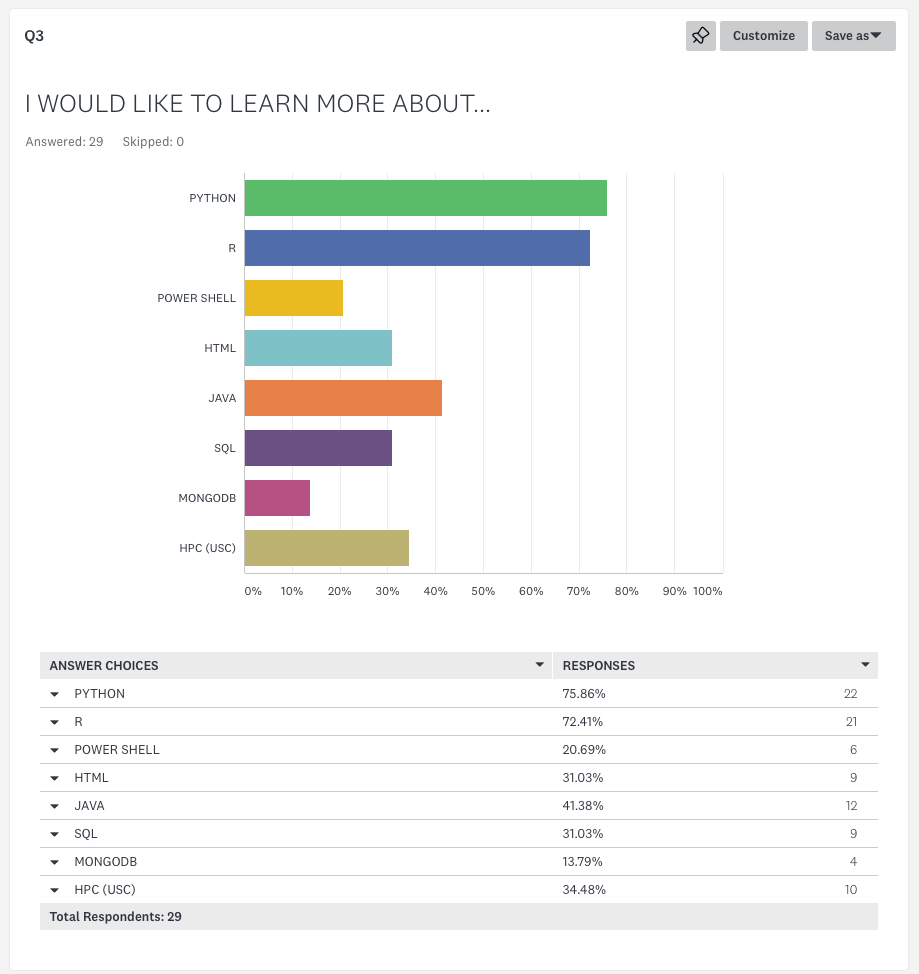 Q3
Customize
Save as
I WOULD LIKE TO LEARN MORE ABOUT...
Answered: 29 Skipped: 0
PYTHON
R
POWER SHELL
HTML
JAVA
SQL
MONGODB
HPC (USC)
0% 10% 20% 30% 40% 50% 60% 70% 80% 90% 100%
ANSWER CHOICES RESPONSES
PYTHON 75.86% 22
R 72.41% 21
POWER SHELL 20.69% 6
HTML 31.03% 9
JAVA 41.38% 12
SQL 31.03% 9
MONGODB 13.79% 4
HPC (USC) 34.48% 10
Total Respondents: 29